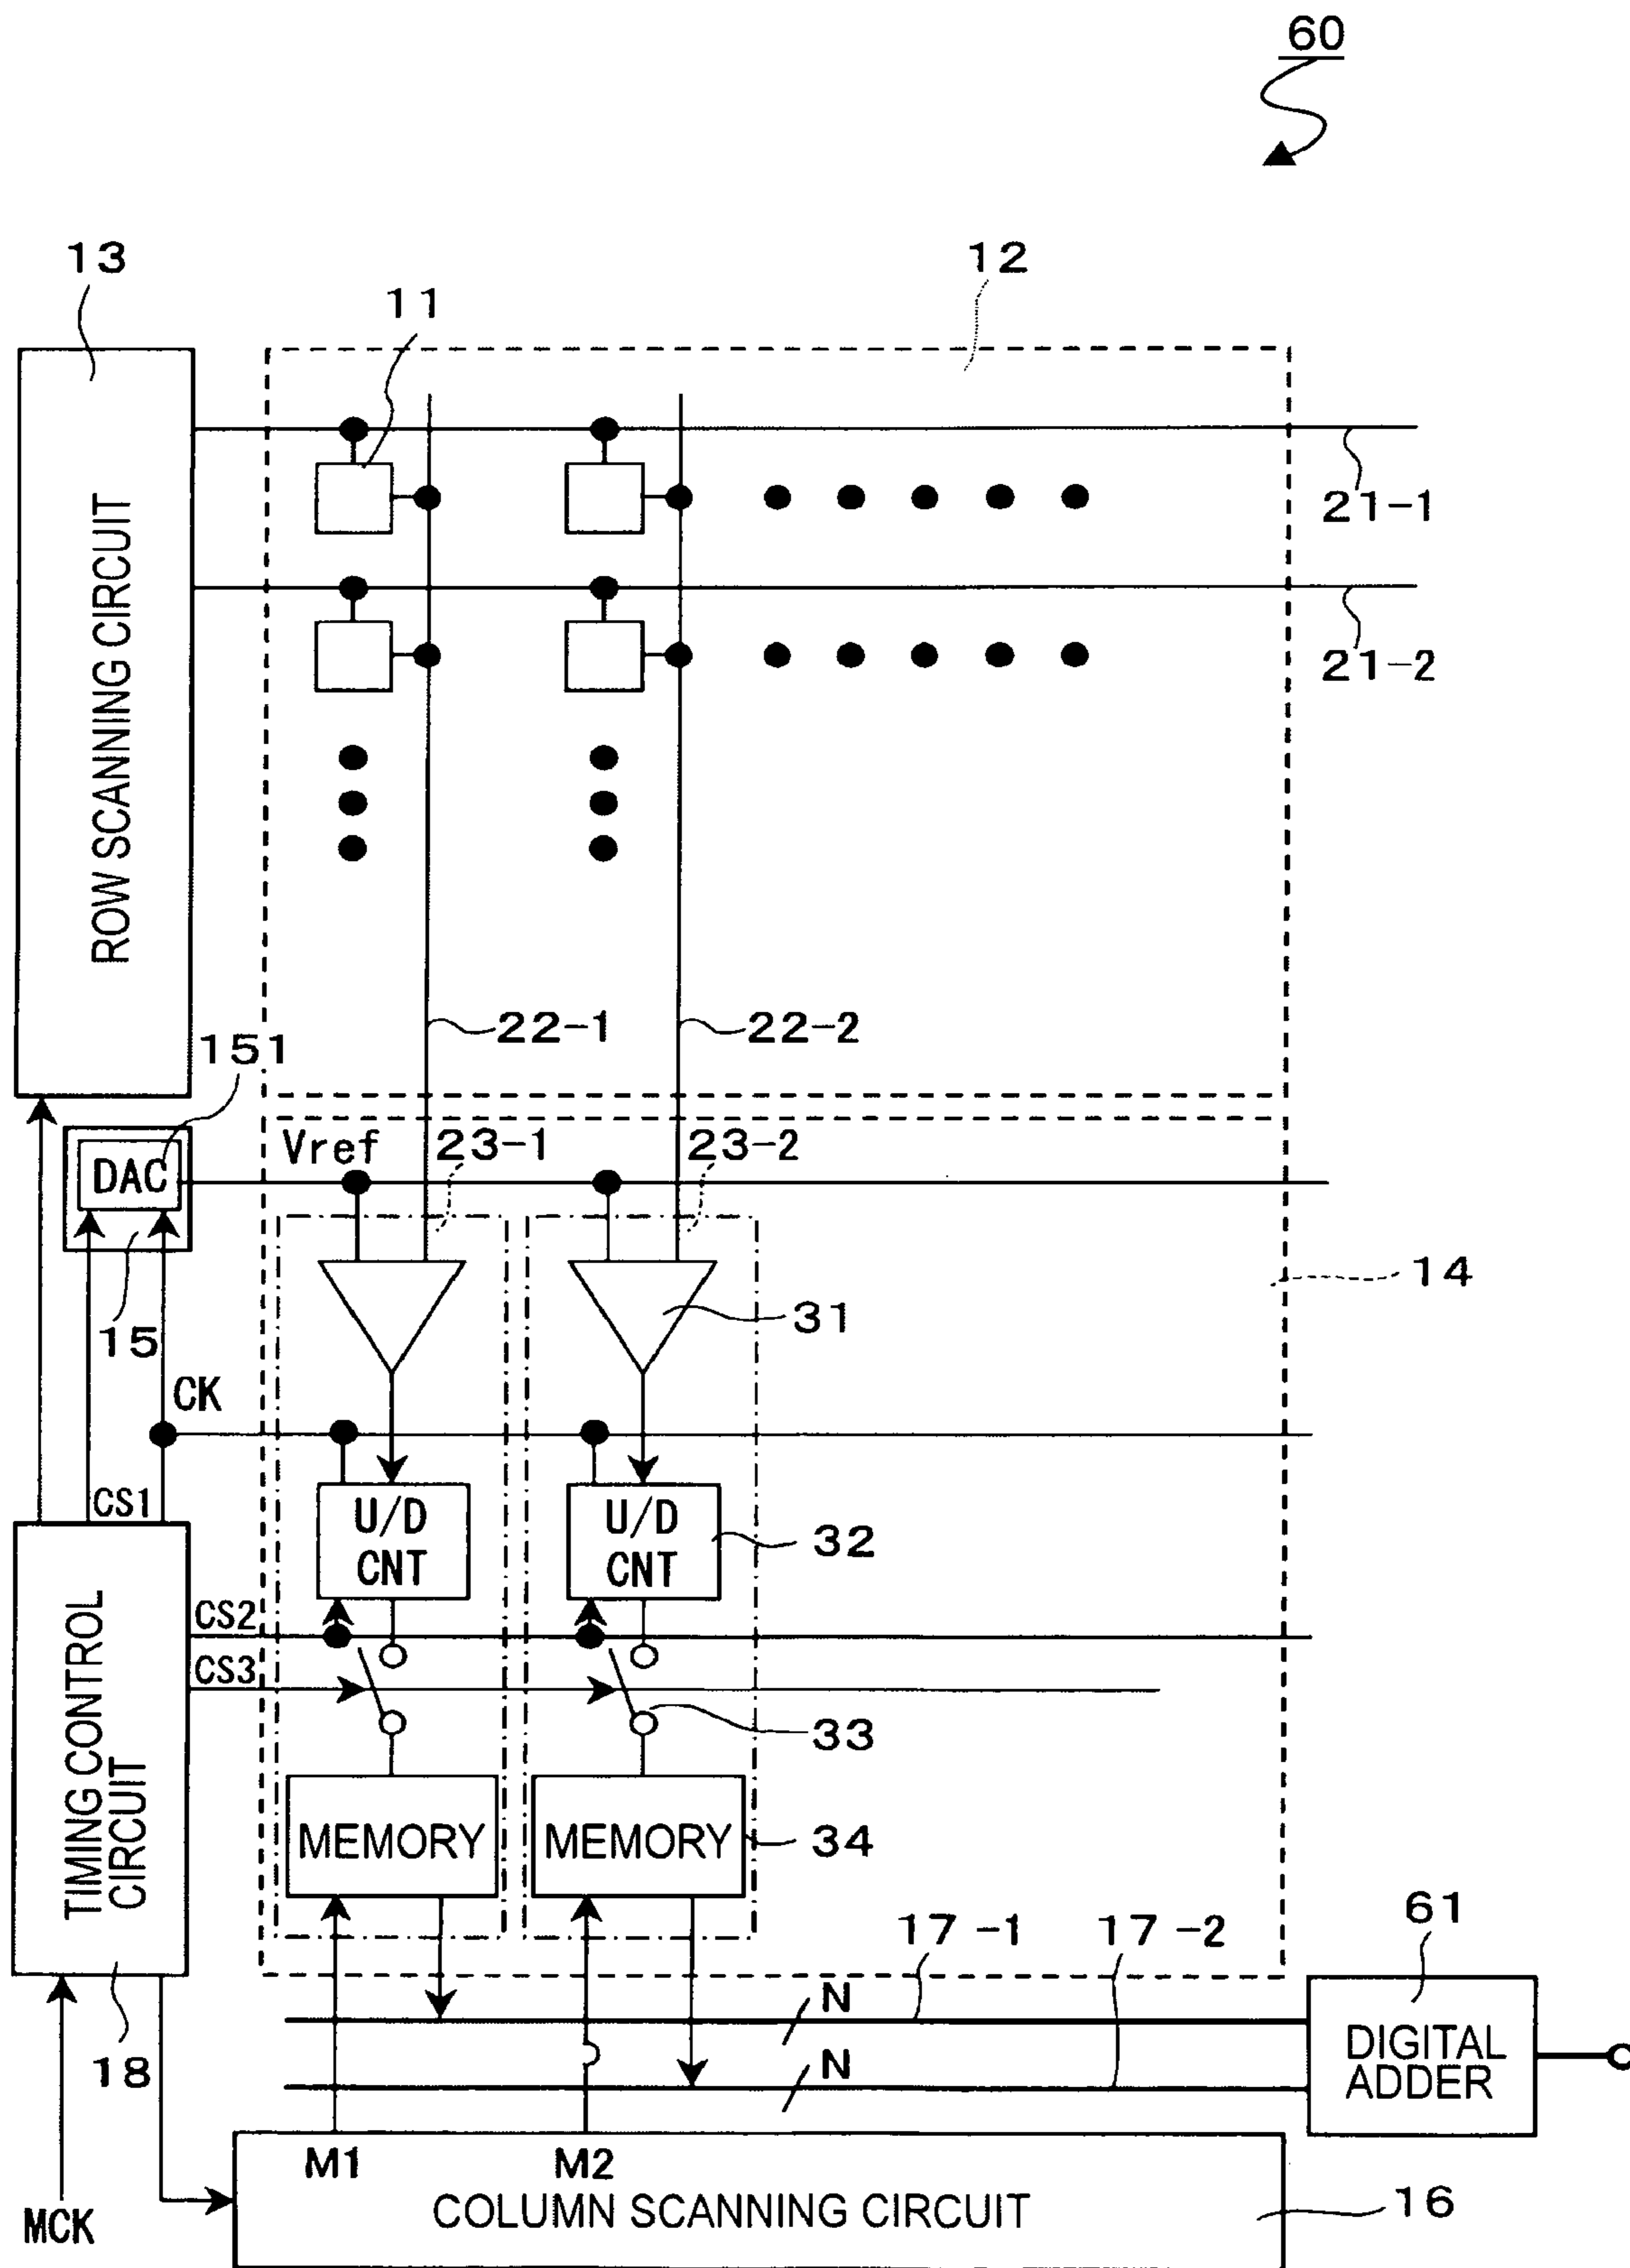 60
13
12
11
ROW SCANNING CIRCUIT
21-1
21-2
22-1
22-2
151
Vref
23-1
23-2
DAC
15
14
31
CK
CS1
U/D
CNT
U/D
CNT
32
CS2
CS3
TIMING CONTROL
CIRCUIT
33
MEMORY
MEMORY
34
17-1
17-2
61
N
N
DIGITAL
ADDER
18
M1
M2
MCK
COLUMN SCANNING CIRCUIT
16